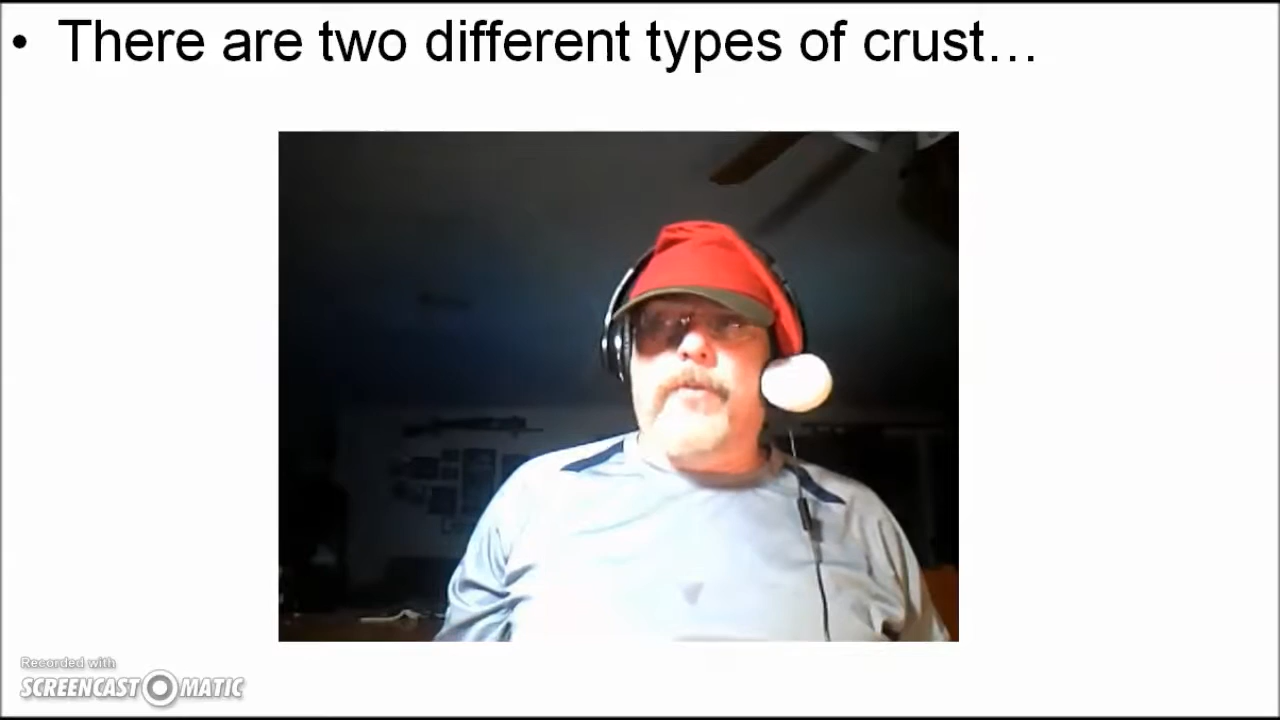 • There are two different types of crust…
Recorded with
SCREENCAST MATIC